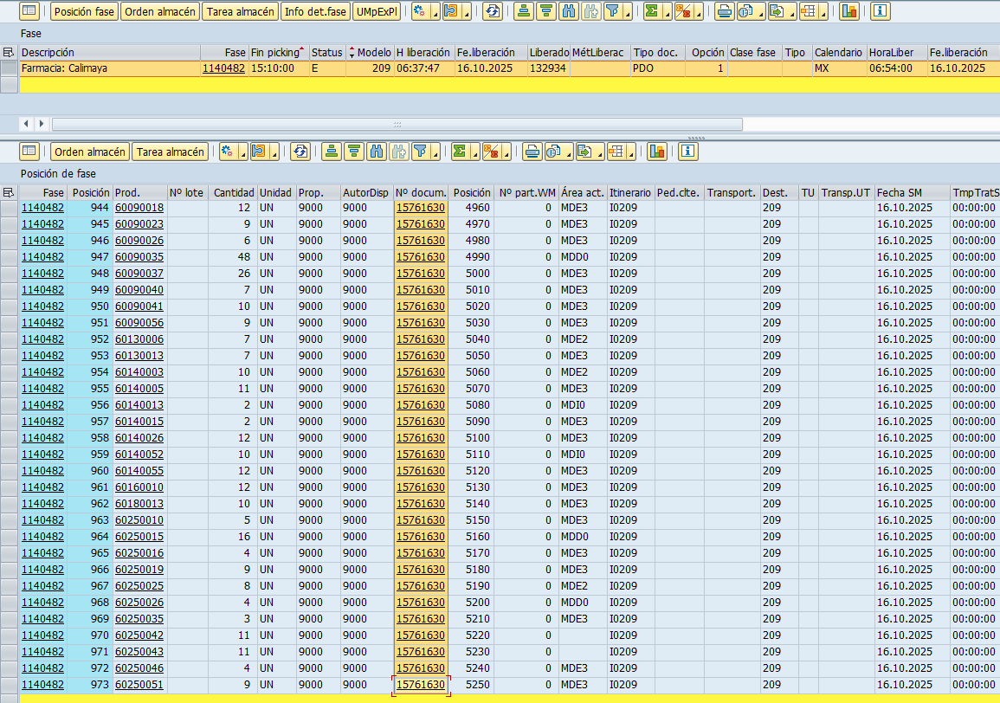 Posición fase Orden almacén Tarea almacén Info det.fase UMpExPl
Fase
Descripción Fase Fin picking Status Modelo H liberación Fe.liberación Liberado MétLiberac Tipo doc. Opción Clase fase Tipo Calendario HoraLiber Fe.liberación
Farmacia: Calimaya 1140482 15:10:00 E 209 06:37:47 16.10.2025 132934 PDO 1 MX 06:54:00 16.10.2025
Orden almacén Tarea almacén
Posición de fase
Fase Posición Prod. Nº lote Cantidad Unidad Prop. AutorDisp Nº docum. Posición Nº part.WM Área act. Itinerario Ped.clte. Transport. Dest. TU Transp.UT Fecha SM TmpTratS
1140482 944 60090018 12 UN 9000 9000 15761630 4960 0 MDE3 I0209 209 16.10.2025 00:00:00
1140482 945 60090023 9 UN 9000 9000 15761630 4970 0 MDE3 I0209 209 16.10.2025 00:00:00
1140482 946 60090026 6 UN 9000 9000 15761630 4980 0 MDE3 I0209 209 16.10.2025 00:00:00
1140482 947 60090035 48 UN 9000 9000 15761630 4990 0 MDD0 I0209 209 16.10.2025 00:00:00
1140482 948 60090037 26 UN 9000 9000 15761630 5000 0 MDE3 I0209 209 16.10.2025 00:00:00
1140482 949 60090040 7 UN 9000 9000 15761630 5010 0 MDE3 I0209 209 16.10.2025 00:00:00
1140482 950 60090041 10 UN 9000 9000 15761630 5020 0 MDE3 I0209 209 16.10.2025 00:00:00
1140482 951 60090056 9 UN 9000 9000 15761630 5030 0 MDE3 I0209 209 16.10.2025 00:00:00
1140482 952 60130006 7 UN 9000 9000 15761630 5040 0 MDE2 I0209 209 16.10.2025 00:00:00
1140482 953 60130013 7 UN 9000 9000 15761630 5050 0 MDE3 I0209 209 16.10.2025 00:00:00
1140482 954 60140003 10 UN 9000 9000 15761630 5060 0 MDE2 I0209 209 16.10.2025 00:00:00
1140482 955 60140005 11 UN 9000 9000 15761630 5070 0 MDE3 I0209 209 16.10.2025 00:00:00
1140482 956 60140013 2 UN 9000 9000 15761630 5080 0 MDI0 I0209 209 16.10.2025 00:00:00
1140482 957 60140015 2 UN 9000 9000 15761630 5090 0 MDE3 I0209 209 16.10.2025 00:00:00
1140482 958 60140026 12 UN 9000 9000 15761630 5100 0 MDE3 I0209 209 16.10.2025 00:00:00
1140482 959 60140052 10 UN 9000 9000 15761630 5110 0 MDI0 I0209 209 16.10.2025 00:00:00
1140482 960 60140055 12 UN 9000 9000 15761630 5120 0 MDE3 I0209 209 16.10.2025 00:00:00
1140482 961 60160010 12 UN 9000 9000 15761630 5130 0 MDE3 I0209 209 16.10.2025 00:00:00
1140482 962 60180013 10 UN 9000 9000 15761630 5140 0 MDE3 I0209 209 16.10.2025 00:00:00
1140482 963 60250010 5 UN 9000 9000 15761630 5150 0 MDE3 I0209 209 16.10.2025 00:00:00
1140482 964 60250015 16 UN 9000 9000 15761630 5160 0 MDD0 I0209 209 16.10.2025 00:00:00
1140482 965 60250016 4 UN 9000 9000 15761630 5170 0 MDE3 I0209 209 16.10.2025 00:00:00
1140482 966 60250019 9 UN 9000 9000 15761630 5180 0 MDE3 I0209 209 16.10.2025 00:00:00
1140482 967 60250025 8 UN 9000 9000 15761630 5190 0 MDE2 I0209 209 16.10.2025 00:00:00
1140482 968 60250026 4 UN 9000 9000 15761630 5200 0 MDD0 I0209 209 16.10.2025 00:00:00
1140482 969 60250035 3 UN 9000 9000 15761630 5210 0 MDE3 I0209 209 16.10.2025 00:00:00
1140482 970 60250042 11 UN 9000 9000 15761630 5220 0 I0209 209 16.10.2025 00:00:00
1140482 971 60250043 11 UN 9000 9000 15761630 5230 0 I0209 209 16.10.2025 00:00:00
1140482 972 60250046 4 UN 9000 9000 15761630 5240 0 MDE3 I0209 209 16.10.2025 00:00:00
1140482 973 60250051 9 UN 9000 9000 15761630 5250 0 MDE3 I0209 209 16.10.2025 00:00:00